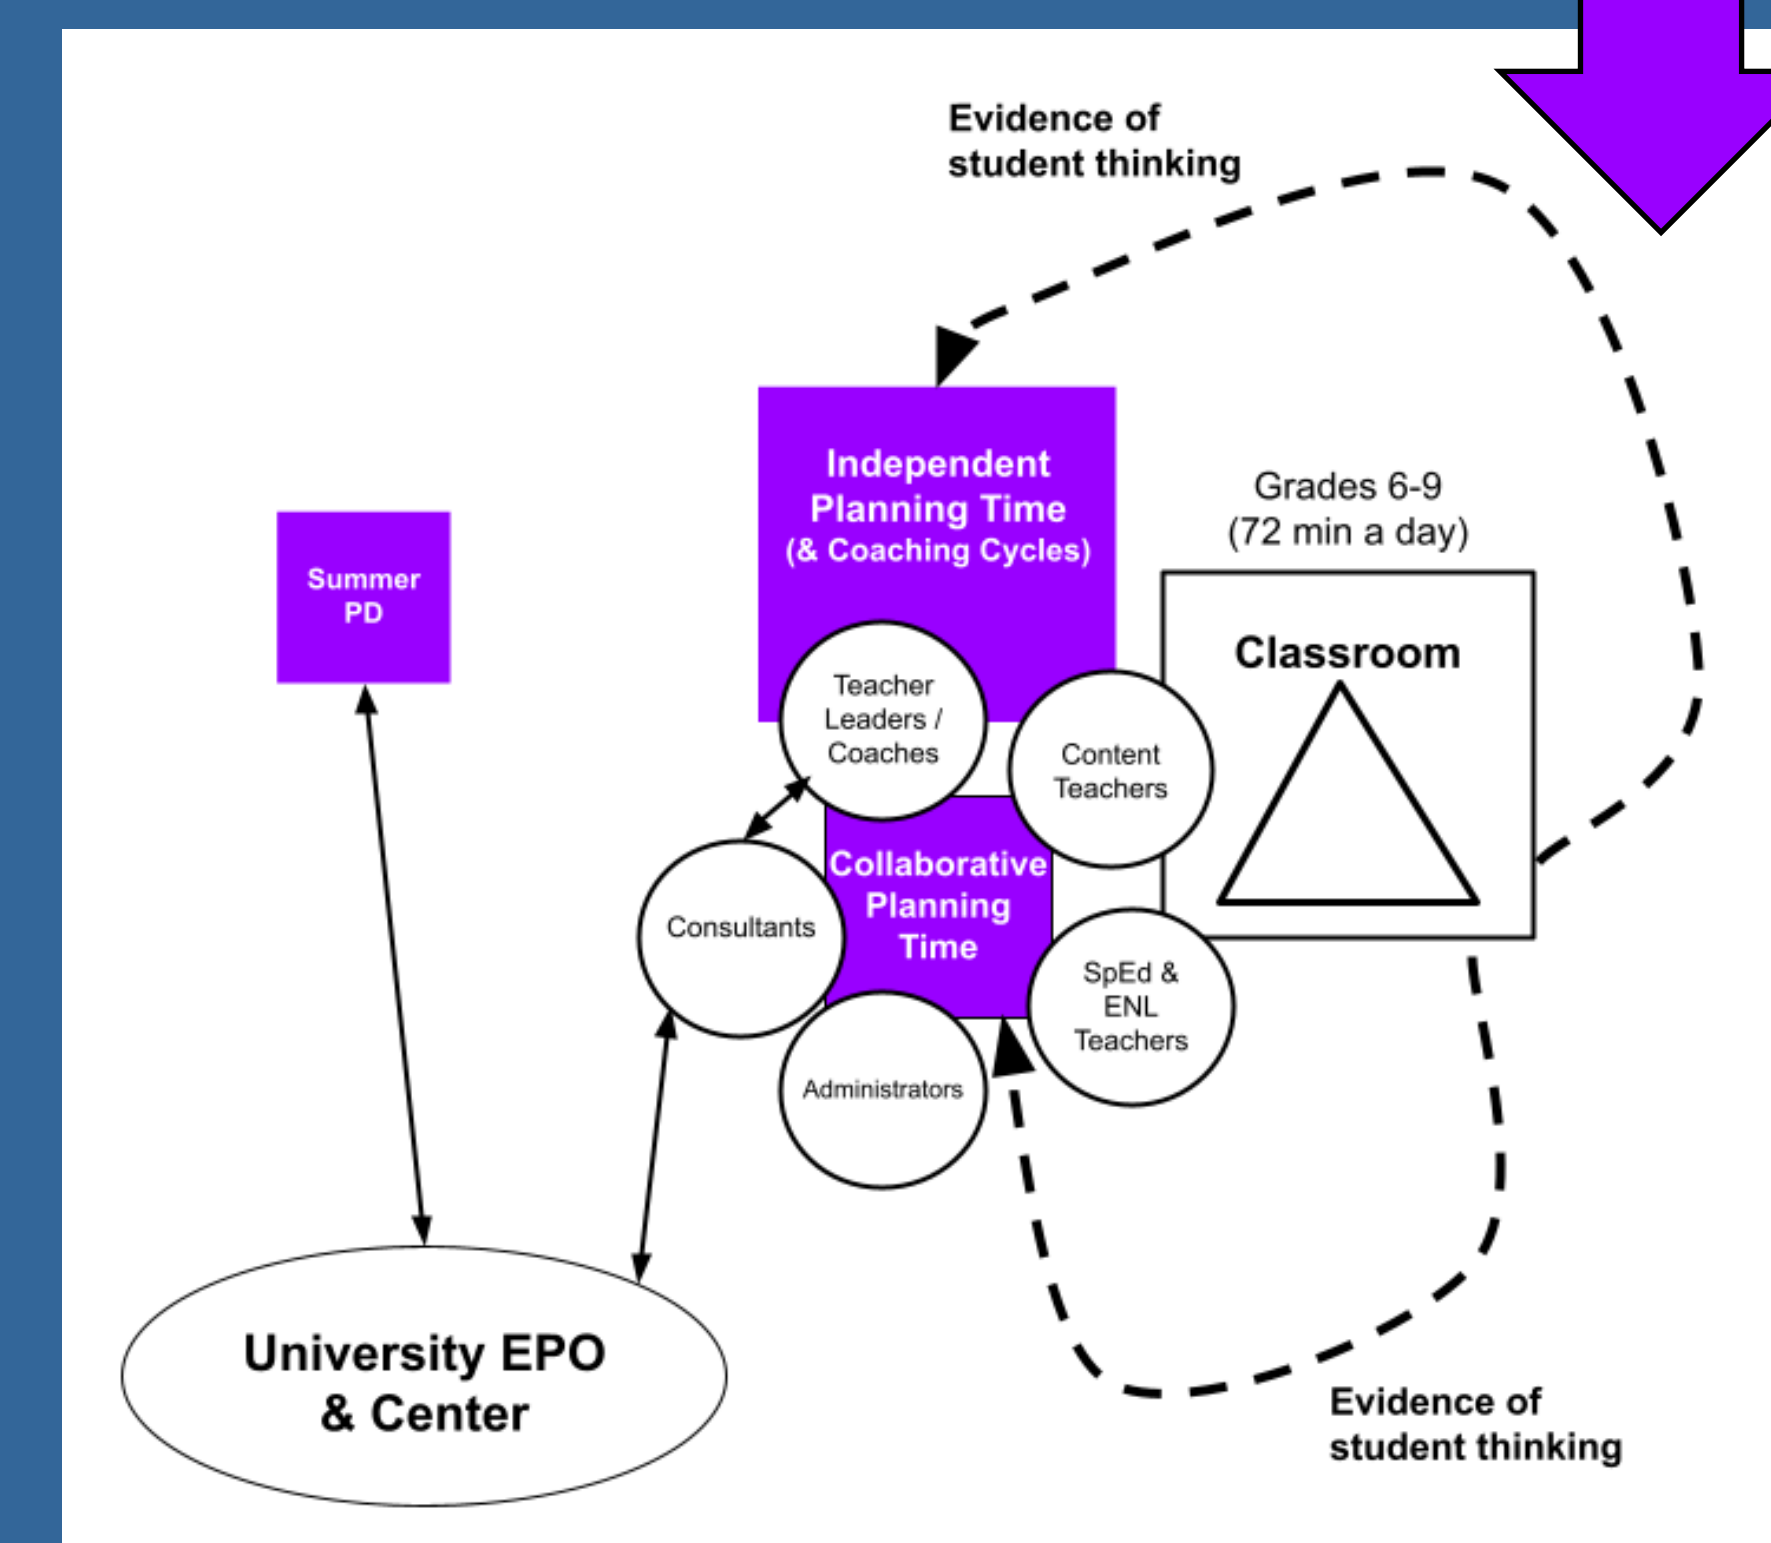 Evidence of
student thinking
Independent
Planning Time
(& Coaching Cycles)
Grades 6-9
(72 min a day)
Summer
PD
Classroom
Teacher
Leaders /
Coaches
Content
Teachers
Collaborative
Planning
Time
Consultants
SpEd &
ENL
Teachers
Administrators
University EPO
& Center
Evidence of
student thinking